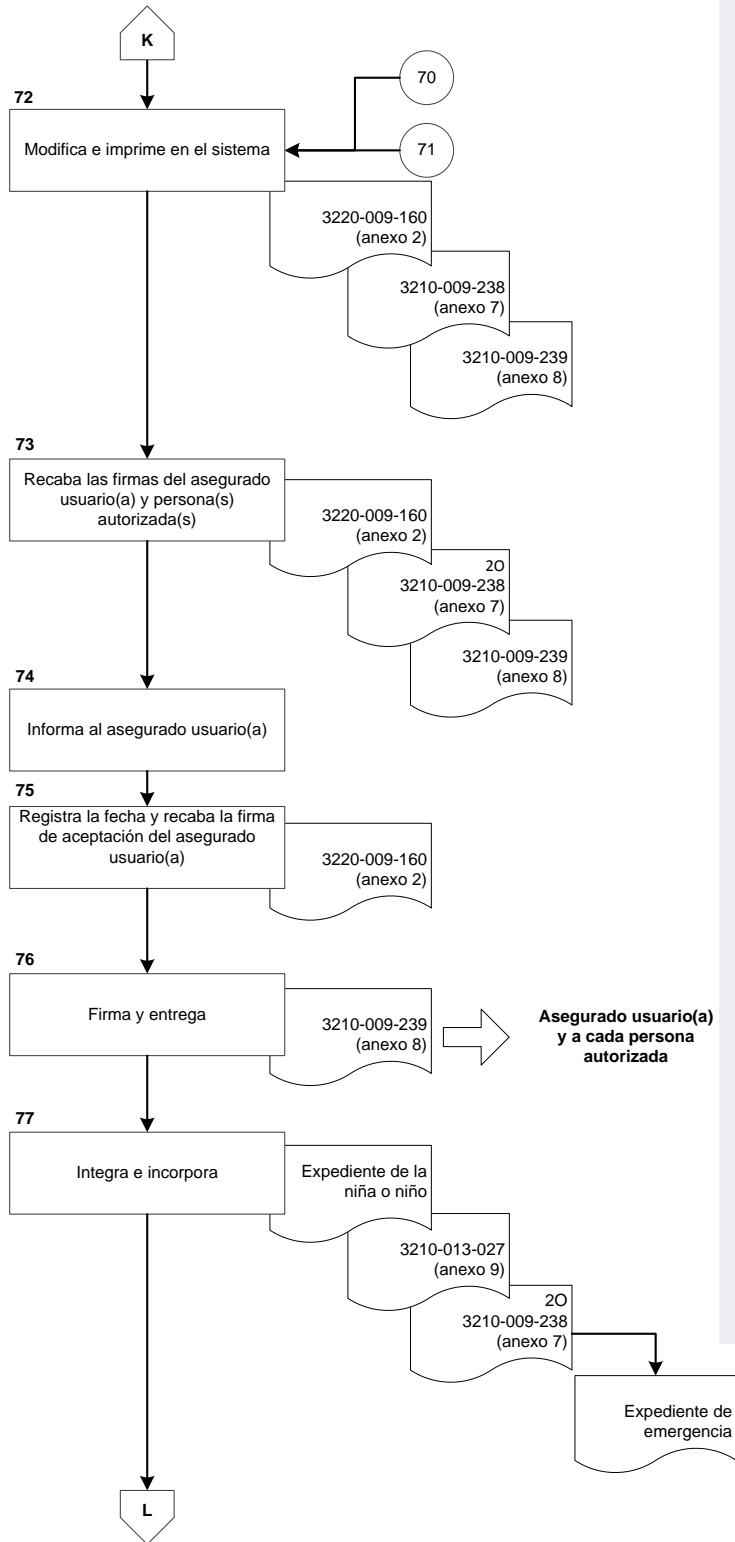 K
70
72
Modifica e imprime en el sistema
71
3220-009-160
(anexo 2)
3210-009-238
(anexo 7)
3210-009-239
(anexo 8)
73
Recaba las firmas del asegurado
usuario(a) y persona(s)
autorizada(s)
3220-009-160
(anexo 2)
2O
3210-009-238
(anexo 7)
3210-009-239
(anexo 8)
74
Informa al asegurado usuario(a)
75
Registra la fecha y recaba la firma
de aceptación del asegurado
usuario(a)
3220-009-160
(anexo 2)
76
Firma y entrega
3210-009-239
(anexo 8)
Asegurado usuario(a)
y a cada persona
autorizada
77
Integra e incorpora
Expediente de la
niña o niño
3210-013-027
(anexo 9)
2O
3210-009-238
(anexo 7)
Expediente de
emergencia
L